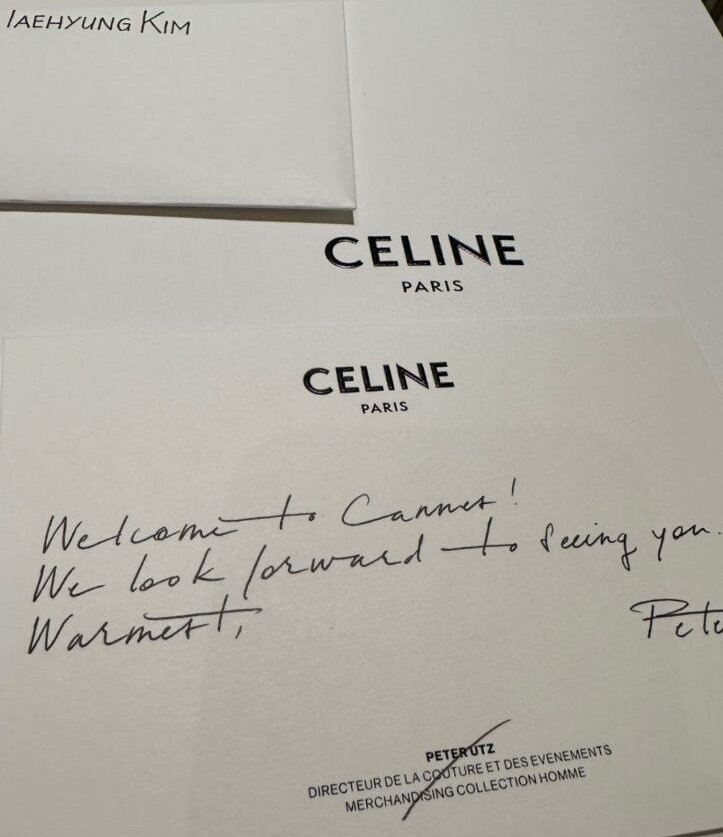 TAEHYUNG KIM
CELINE
PARIS
CELINE
PARIS
Welcome to Cannes!
We look forward to seeing you.
Warmest,
Pete
PETER UTZ
DIRECTEUR DE LA COUTURE ET DES EVENEMENTS
MERCHANDISING COLLECTION HOMME